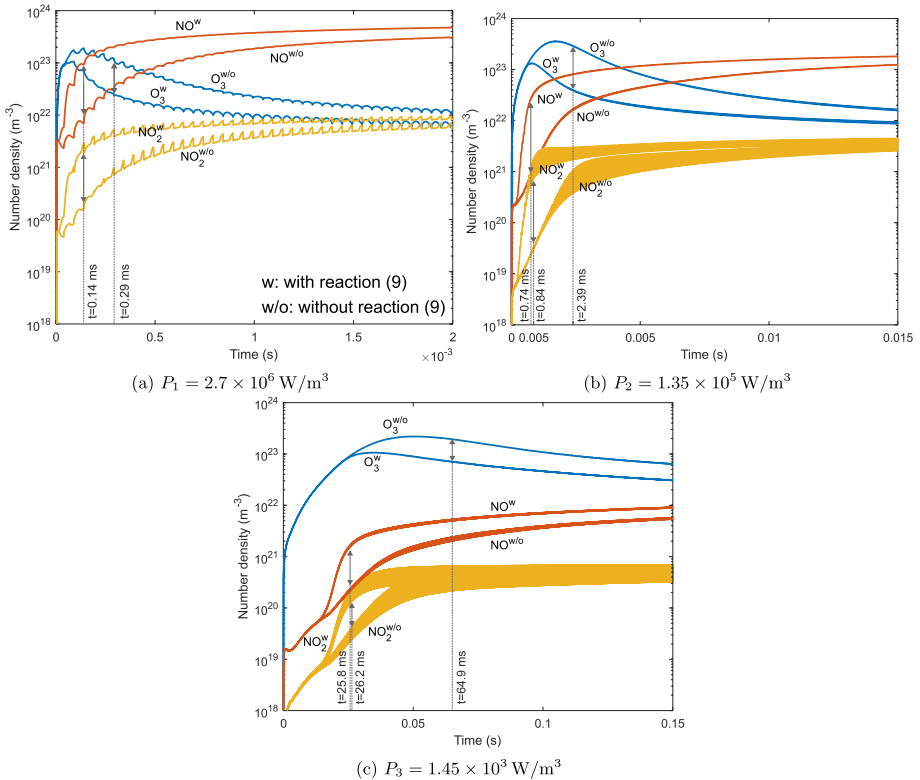 10^24
10^23
10^22
10^21
10^20
10^19
10^18
Number density (m^−3)
NO^w
NO^w/o
O_3^w/o
O_3^w
NO_2^w
NO_2^w/o
t=0.14 ms
t=0.29 ms
w: with reaction (9)
w/o: without reaction (9)
0 0.5 1 1.5 2
Time (s)
×10^−3
(a) P_1 = 2.7 × 10^6 W/m^3
10^24
10^23
10^22
10^21
10^20
10^19
10^18
Number density (m^−3)
O_3^w/o
O_3^w
NO^w
NO^w/o
NO_2^w
NO_2^w/o
t=0.74 ms
t=0.84 ms
t=2.39 ms
0 0.005 0.005 0.01 0.015
Time (s)
(b) P_2 = 1.35 × 10^5 W/m^3
10^24
10^23
10^22
10^21
10^20
10^19
10^18
Number density (m^−3)
O_3^w/o
O_3^w
NO^w
NO^w/o
NO_2^w
NO_2^w/o
t=25.8 ms
t=26.2 ms
t=64.9 ms
0 0.05 0.1 0.15
Time (s)
(c) P_3 = 1.45 × 10^3 W/m^3